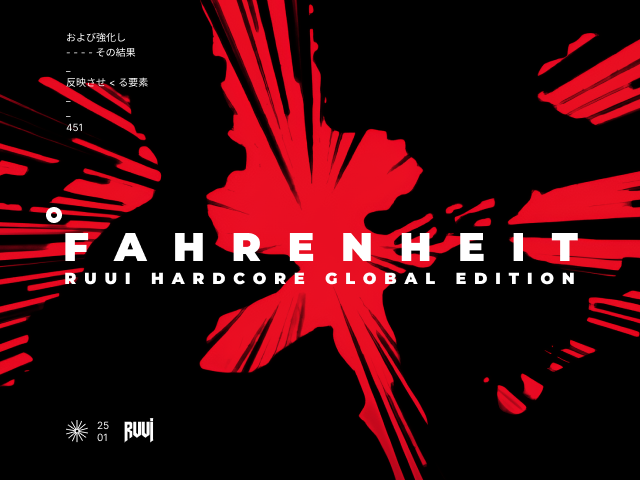 および強化し
- - - - その結果
_
反映させ < る要素
_
_
451
°
FAHRENHEIT
RUUI HARDCORE GLOBAL EDITION
25
01
RUUI